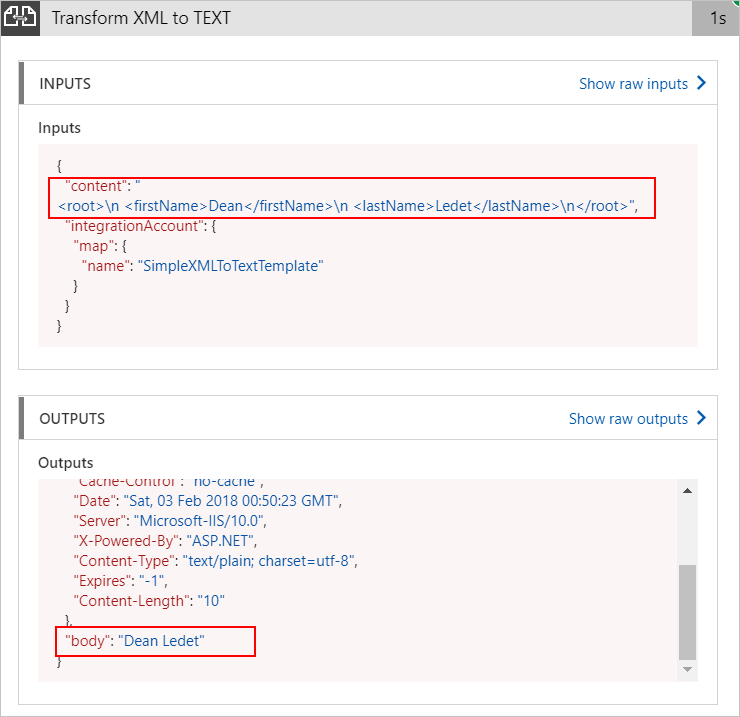 Transform XML to TEXT 1s
INPUTS Show raw inputs
Inputs
{
"content": "
<root>\n <firstName>Dean</firstName>\n <lastName>Ledet</lastName>\n</root>",
"integrationAccount": {
"map": {
"name": "SimpleXMLToTextTemplate"
}
}
}
OUTPUTS Show raw outputs
Outputs
"Cache-Control": "no-cache",
"Date": "Sat, 03 Feb 2018 00:50:23 GMT",
"Server": "Microsoft-IIS/10.0",
"X-Powered-By": "ASP.NET",
"Content-Type": "text/plain; charset=utf-8",
"Expires": "-1",
"Content-Length": "10"
},
"body": "Dean Ledet"
}